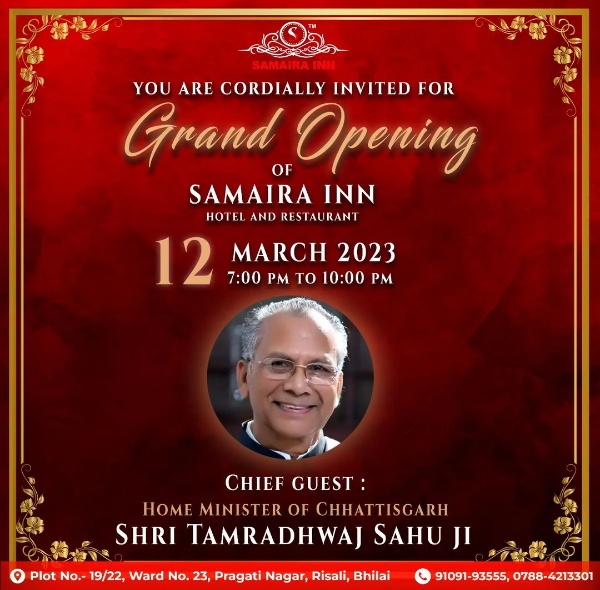 S
TM
SAMAIRA INN
YOU ARE CORDIALLY INVITED FOR
Grand Opening
OF
SAMAIRA INN
HOTEL AND RESTAURANT
12 MARCH 2023
7:00 PM TO 10:00 PM
CHIEF GUEST :
HOME MINISTER OF CHHATTISGARH
SHRI TAMRADHWAJ SAHU JI
Plot No.- 19/22, Ward No. 23, Pragati Nagar, Risali, Bhilai 91091-93555, 0788-4213301